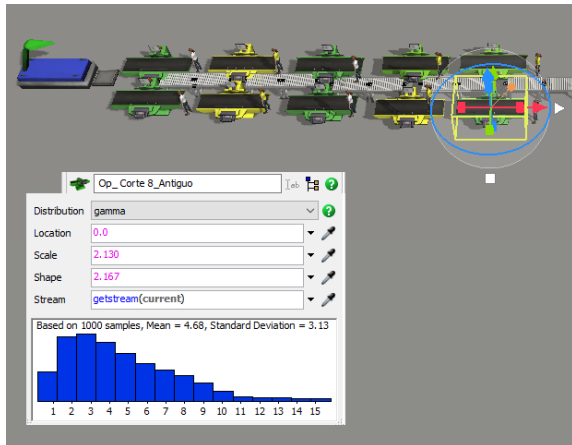 Op_ Corte 8_Antiguo
Distribution gamma
Location 0.0
Scale 2.130
Shape 2.167
Stream getstream(current)
Based on 1000 samples, Mean = 4.68, Standard Deviation = 3.13
1 2 3 4 5 6 7 8 9 10 11 12 13 14 15